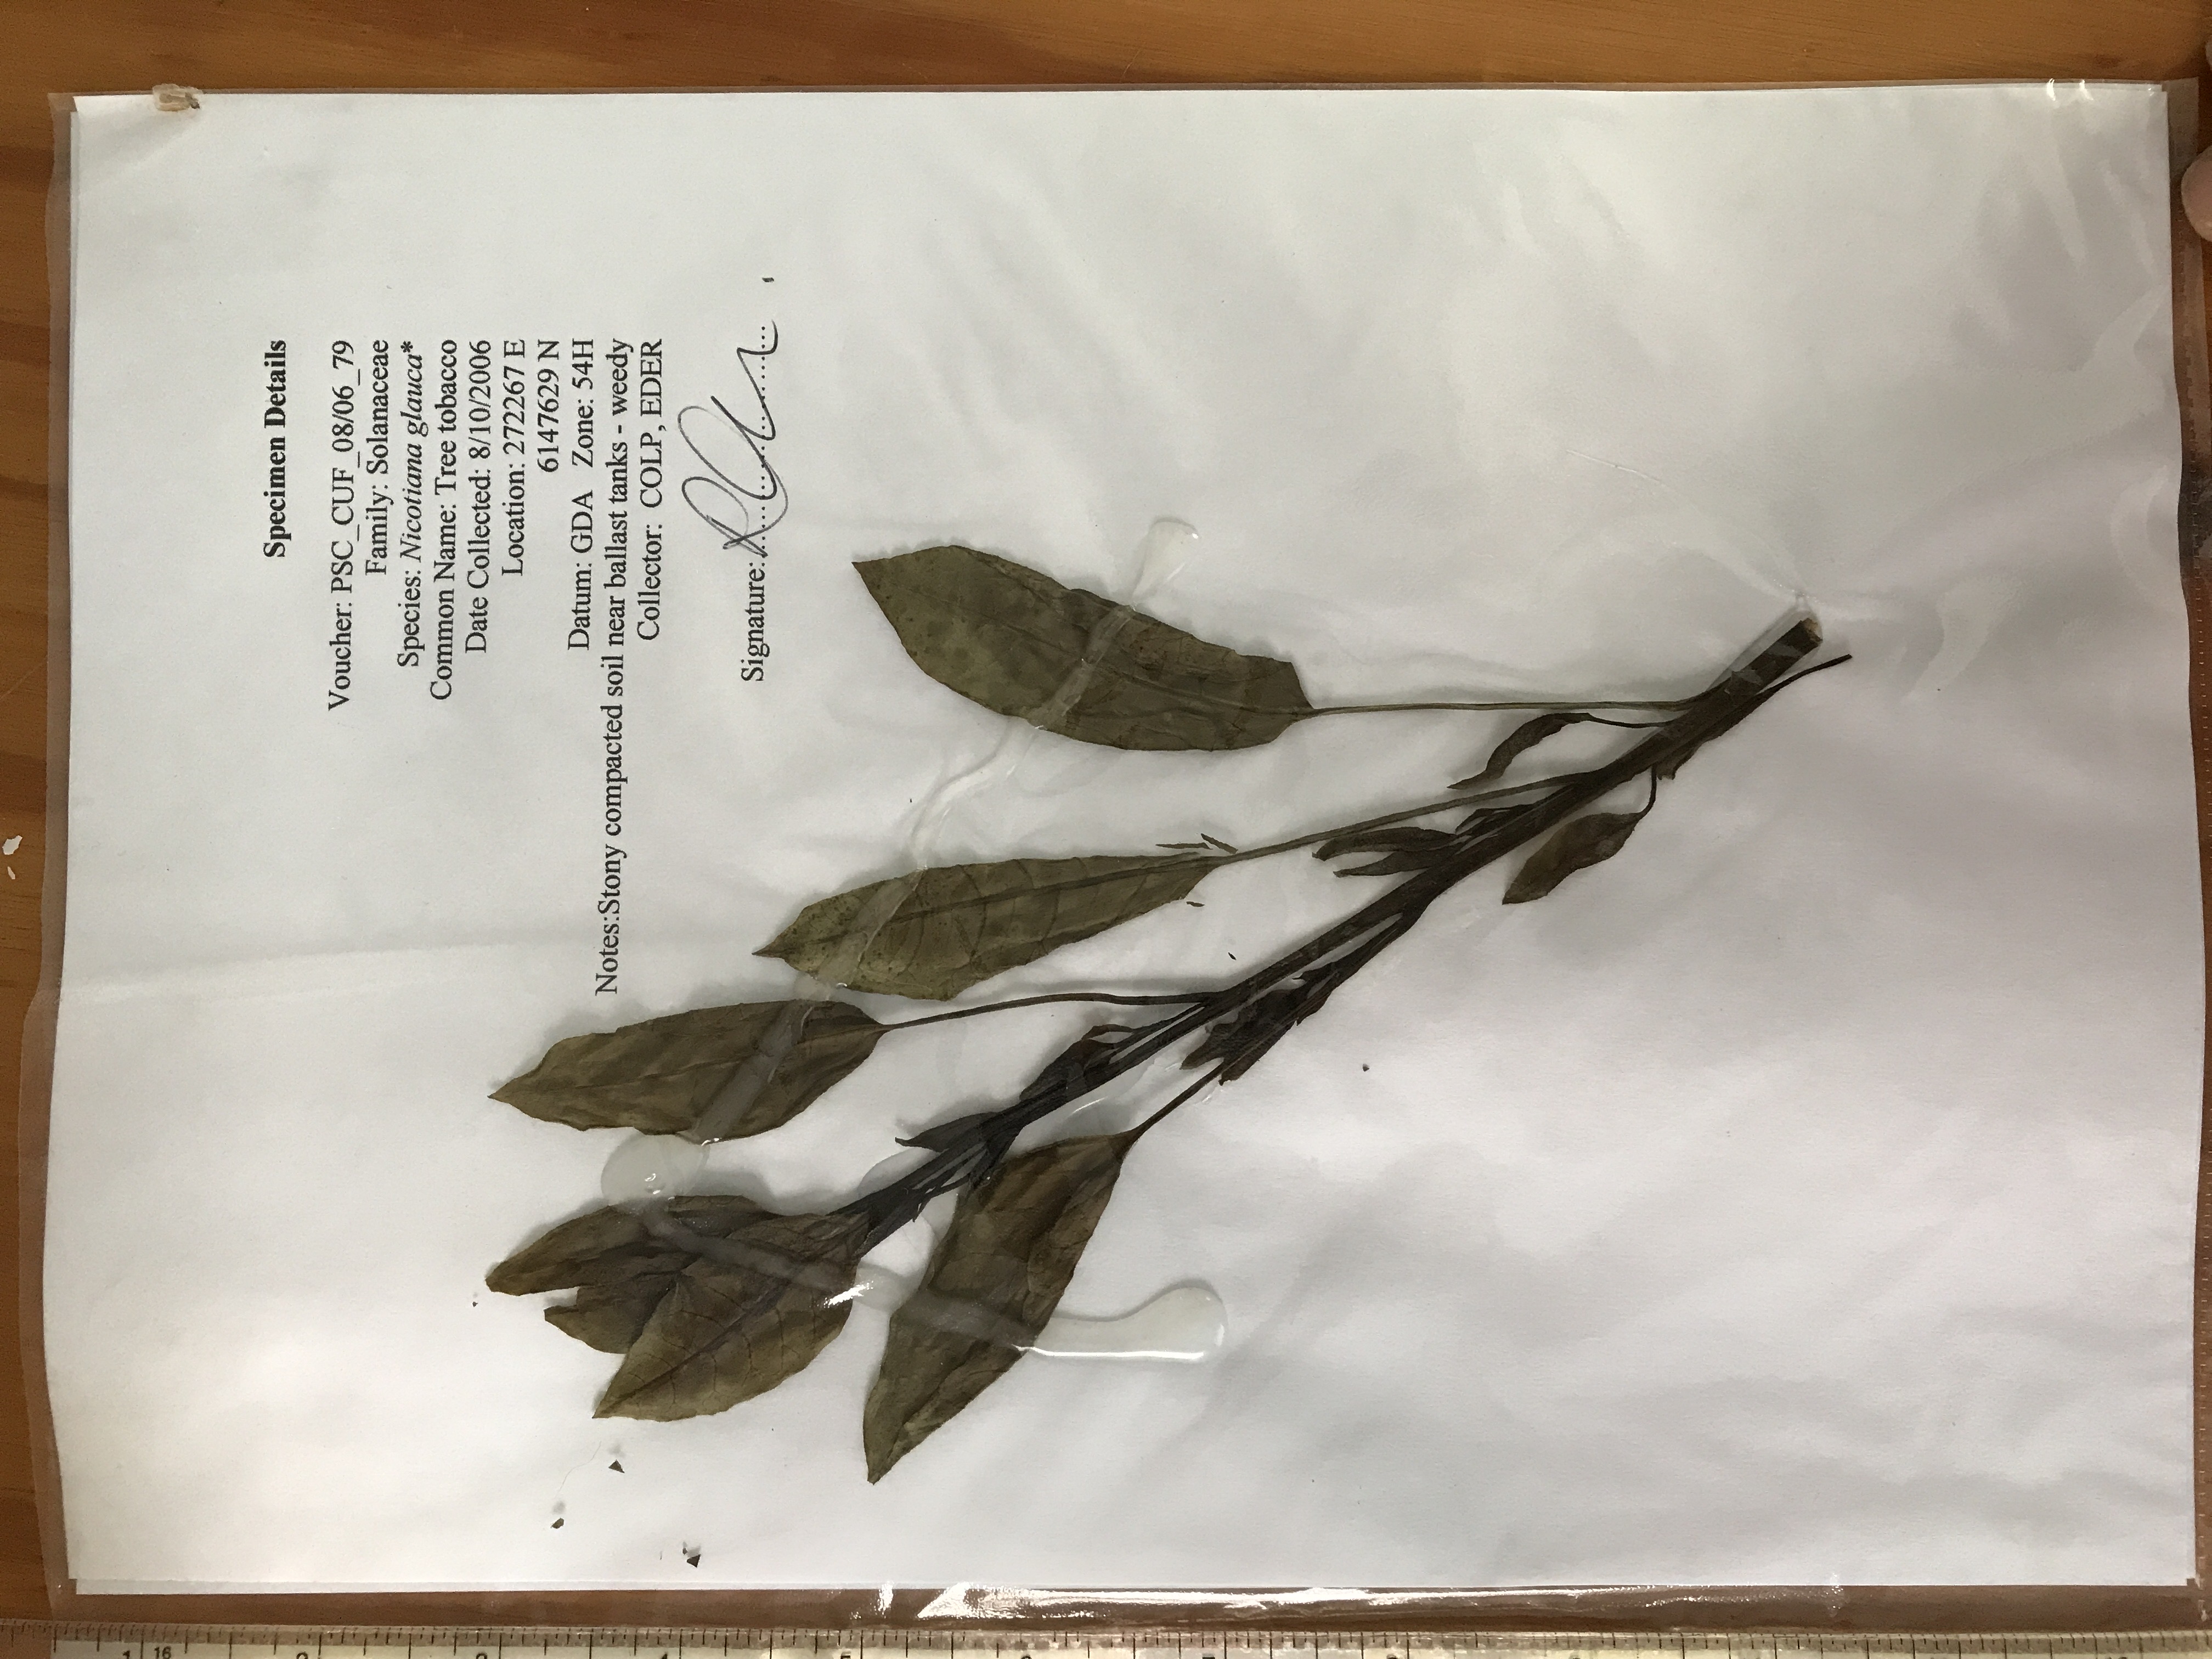 Specimen Details
Voucher: PSC_CUF_08/06_79
Family: Solanaceae
Species: Nicotiana glauca*
Common Name: Tree tobacco
Date Collected: 8/10/2006
Location: 272267 E
6147629 N
Datum: GDA Zone: 54H
Notes:Stony compacted soil near ballast tanks - weedy
Collector: COLP, EDER
Signature:........................